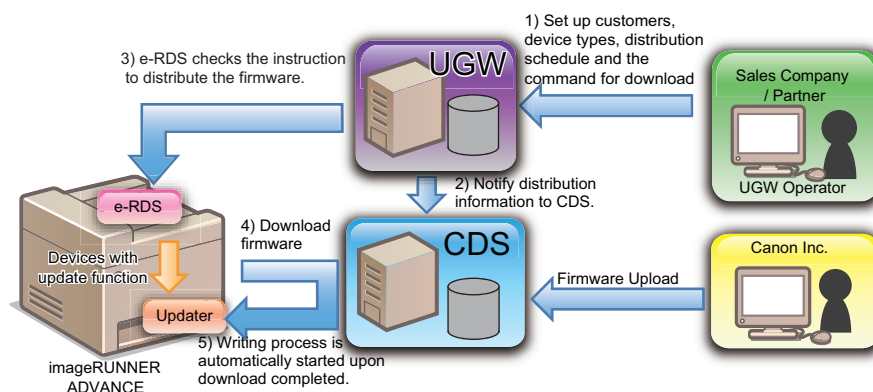 1) Set up customers,
device types, distribution
schedule and the
command for download
3) e-RDS checks the instruction
to distribute the firmware.
UGW
Sales Company
/ Partner
UGW Operator
2) Notify distribution
information to CDS.
e-RDS
Devices with
update function
Updater
4) Download
firmware
CDS
Firmware Upload
Canon Inc.
5) Writing process is
automatically started upon
download completed.
imageRUNNER
ADVANCE